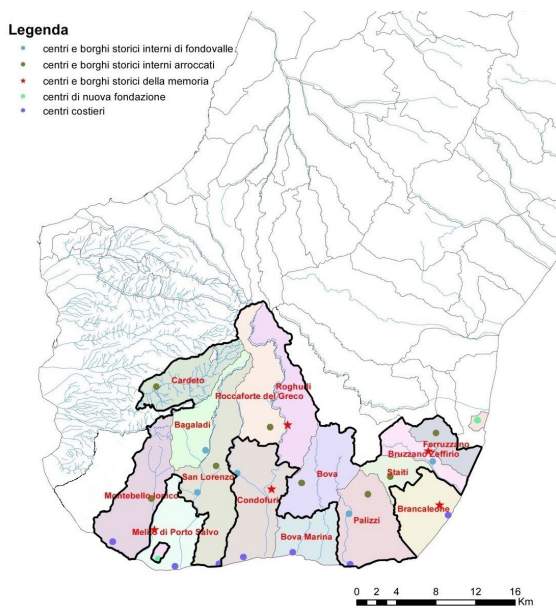 Legenda
centri e borghi storici interni di fondovalle
centri e borghi storici interni arroccati
centri e borghi storici della memoria
centri di nuova fondazione
centri costieri
Cardeto
Roghudi
Roccaforte del Greco
Bagaladi
Ferruzzano
Bruzzano Zeffirio
Staiti
Bova
San Lorenzo
Montebello Jonico
Condofuri
Brancaleone
Palizzi
Melito di Porto Salvo
Bova Marina
0 2 4 8 12 16
Km